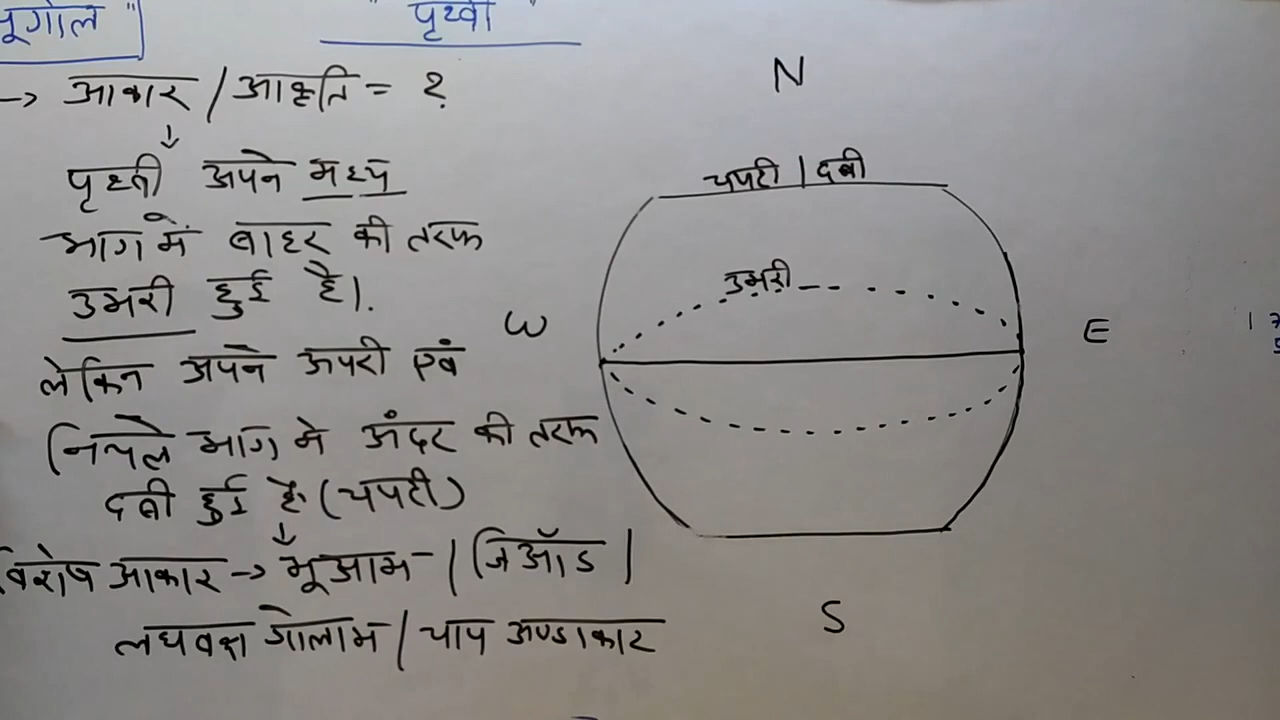 भूगोल "
" पृथ्वी "
→ आकार / आकृति = ?
↓
पृथ्वी अपने मध्य
भाग में बाहर की तरफ
उभरी हुई है।
लेकिन अपने ऊपरी एवं
निचले भाग मे अंदर की तरफ
दबी हुई है (चपटी)
↓
विशेष आकार → भूआभ / जिऑड /
लघवक्ष गोलाभ / चाप अण्डाकार
N
चपटी / दबी
उभरी
W
E
S